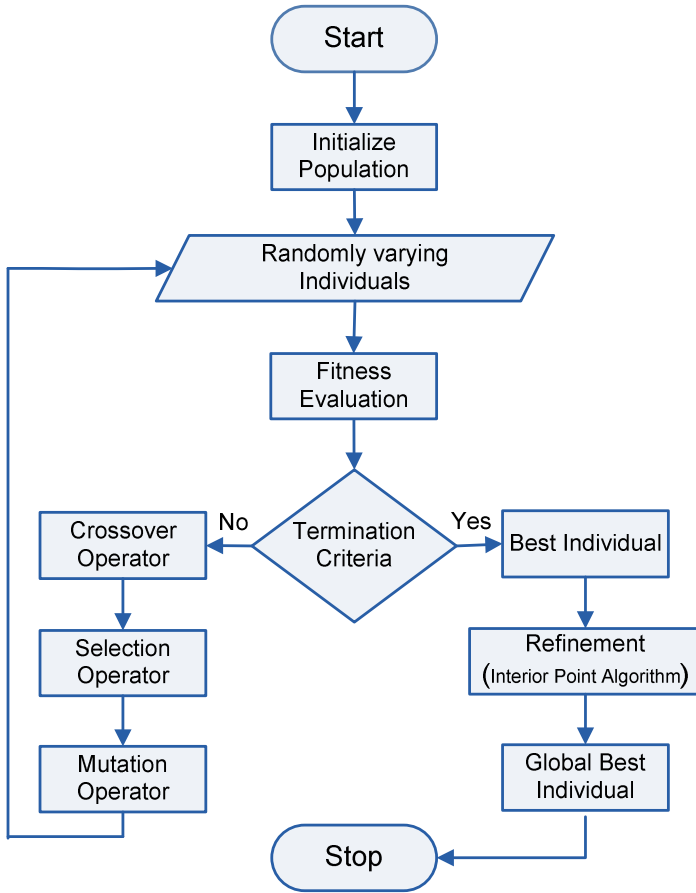 Start
Initialize
Population
Randomly varying
Individuals
Fitness
Evaluation
Termination
Criteria
No
Yes
Crossover
Operator
Selection
Operator
Mutation
Operator
Best Individual
Refinement
(Interior Point Algorithm)
Global Best
Individual
Stop